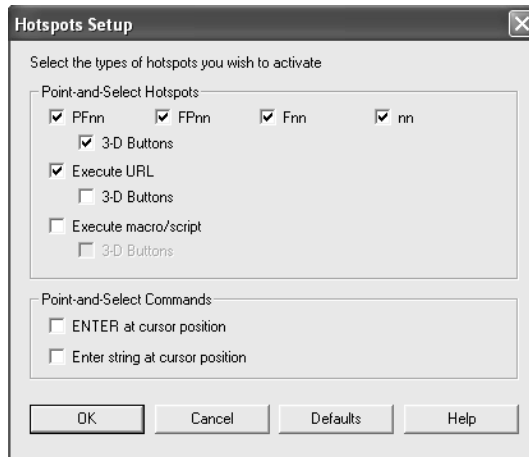 Hotspots Setup
Select the types of hotspots you wish to activate
Point-and-Select Hotspots
PFnn FPnn Fnn nn
3-D Buttons
Execute URL
3-D Buttons
Execute macro/script
3-D Buttons
Point-and-Select Commands
ENTER at cursor position
Enter string at cursor position
OK Cancel Defaults Help